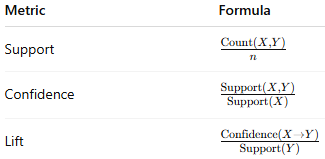 Metric Formula
Support Count(X,Y) / n
Confidence Support(X,Y) / Support(X)
Lift Confidence(X→Y) / Support(Y)